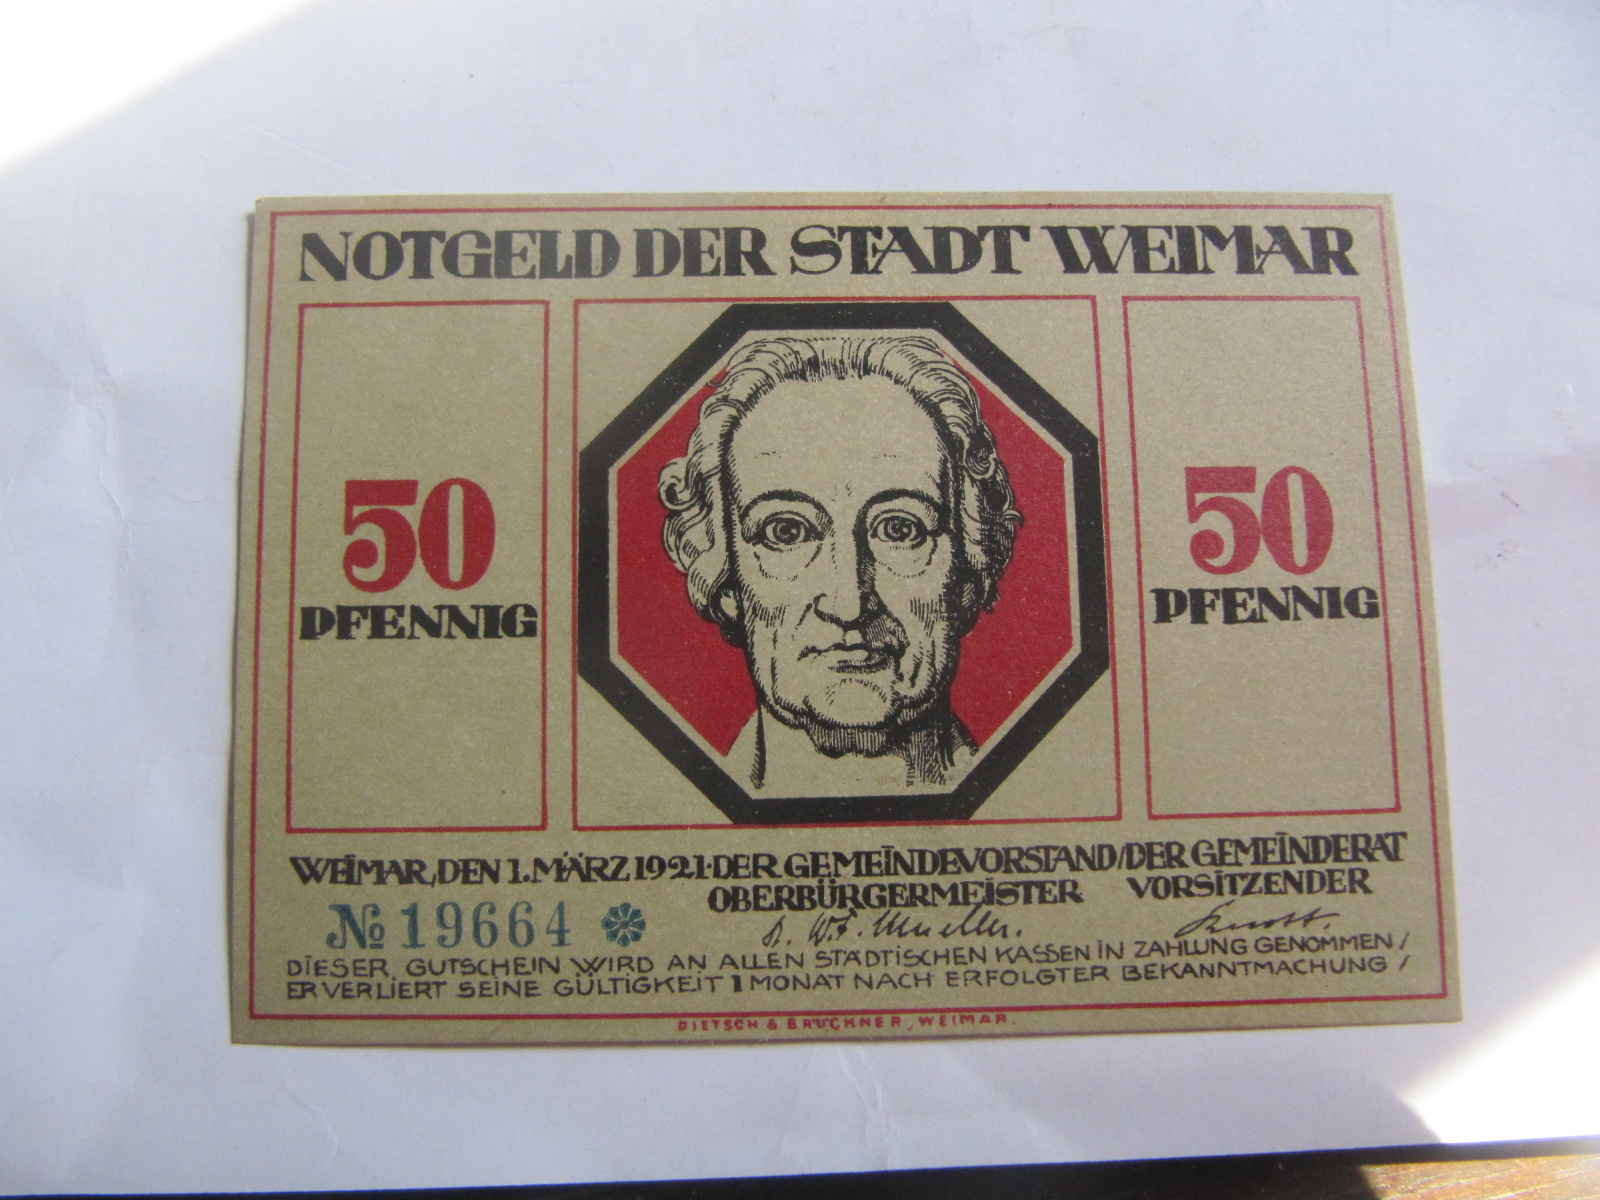 NOTGELD DER STADT WEIMAR
50
PFENNIG
50
PFENNIG
WEIMAR, DEN 1. MÄRZ 1921·DER GEMEINDEVORSTAND/DER GEMEINDERAT
OBERBÜRGERMEISTER VORSITZENDER
№ 19664
Mueller.
DIESER GUTSCHEIN WIRD AN ALLEN STÄDTISCHEN KASSEN IN ZAHLUNG GENOMMEN /
ER VERLIERT SEINE GÜLTIGKEIT 1 MONAT NACH ERFOLGTER BEKANNTMACHUNG /
DIETSCH & BRÜCKNER, WEIMAR.